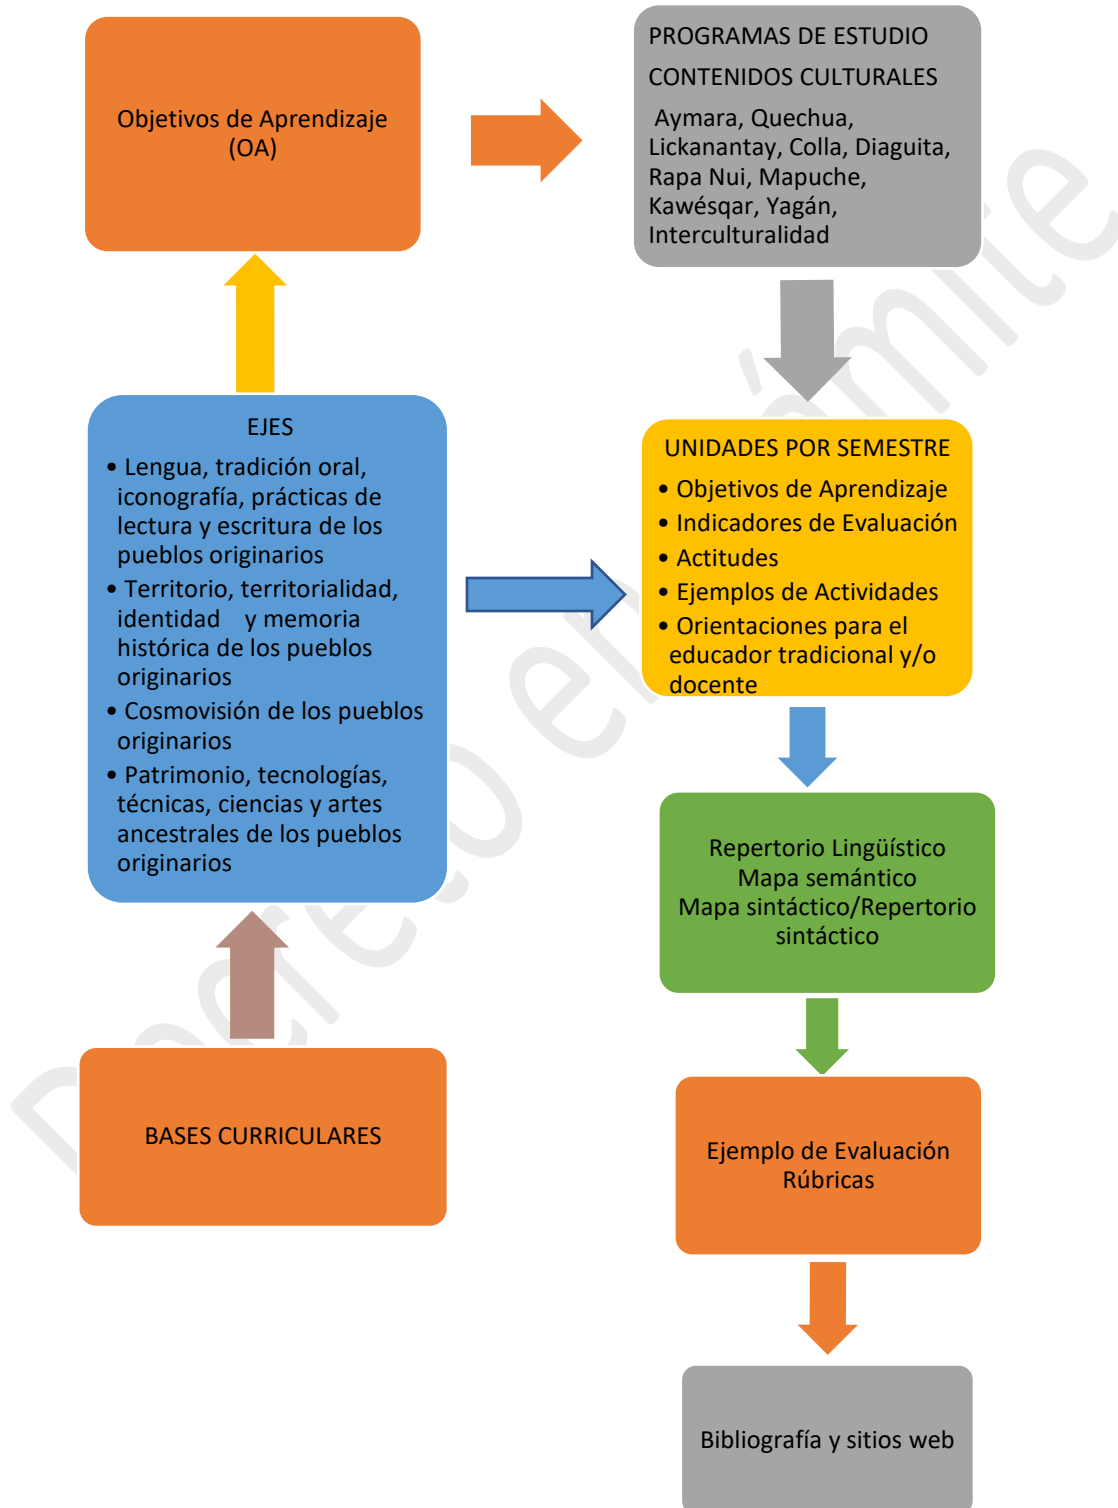 Objetivos de Aprendizaje
(OA)
PROGRAMAS DE ESTUDIO
CONTENIDOS CULTURALES
Aymara, Quechua,
Lickanantay, Colla, Diaguita,
Rapa Nui, Mapuche,
Kawésqar, Yagán,
Interculturalidad
EJES
• Lengua, tradición oral,
iconografía, prácticas de
lectura y escritura de los
pueblos originarios
• Territorio, territorialidad,
identidad y memoria
histórica de los pueblos
originarios
• Cosmovisión de los pueblos
originarios
• Patrimonio, tecnologías,
técnicas, ciencias y artes
ancestrales de los pueblos
originarios
UNIDADES POR SEMESTRE
• Objetivos de Aprendizaje
• Indicadores de Evaluación
• Actitudes
• Ejemplos de Actividades
• Orientaciones para el
educador tradicional y/o
docente
Repertorio Lingüístico
Mapa semántico
Mapa sintáctico/Repertorio
sintáctico
BASES CURRICULARES
Ejemplo de Evaluación
Rúbricas
Bibliografía y sitios web